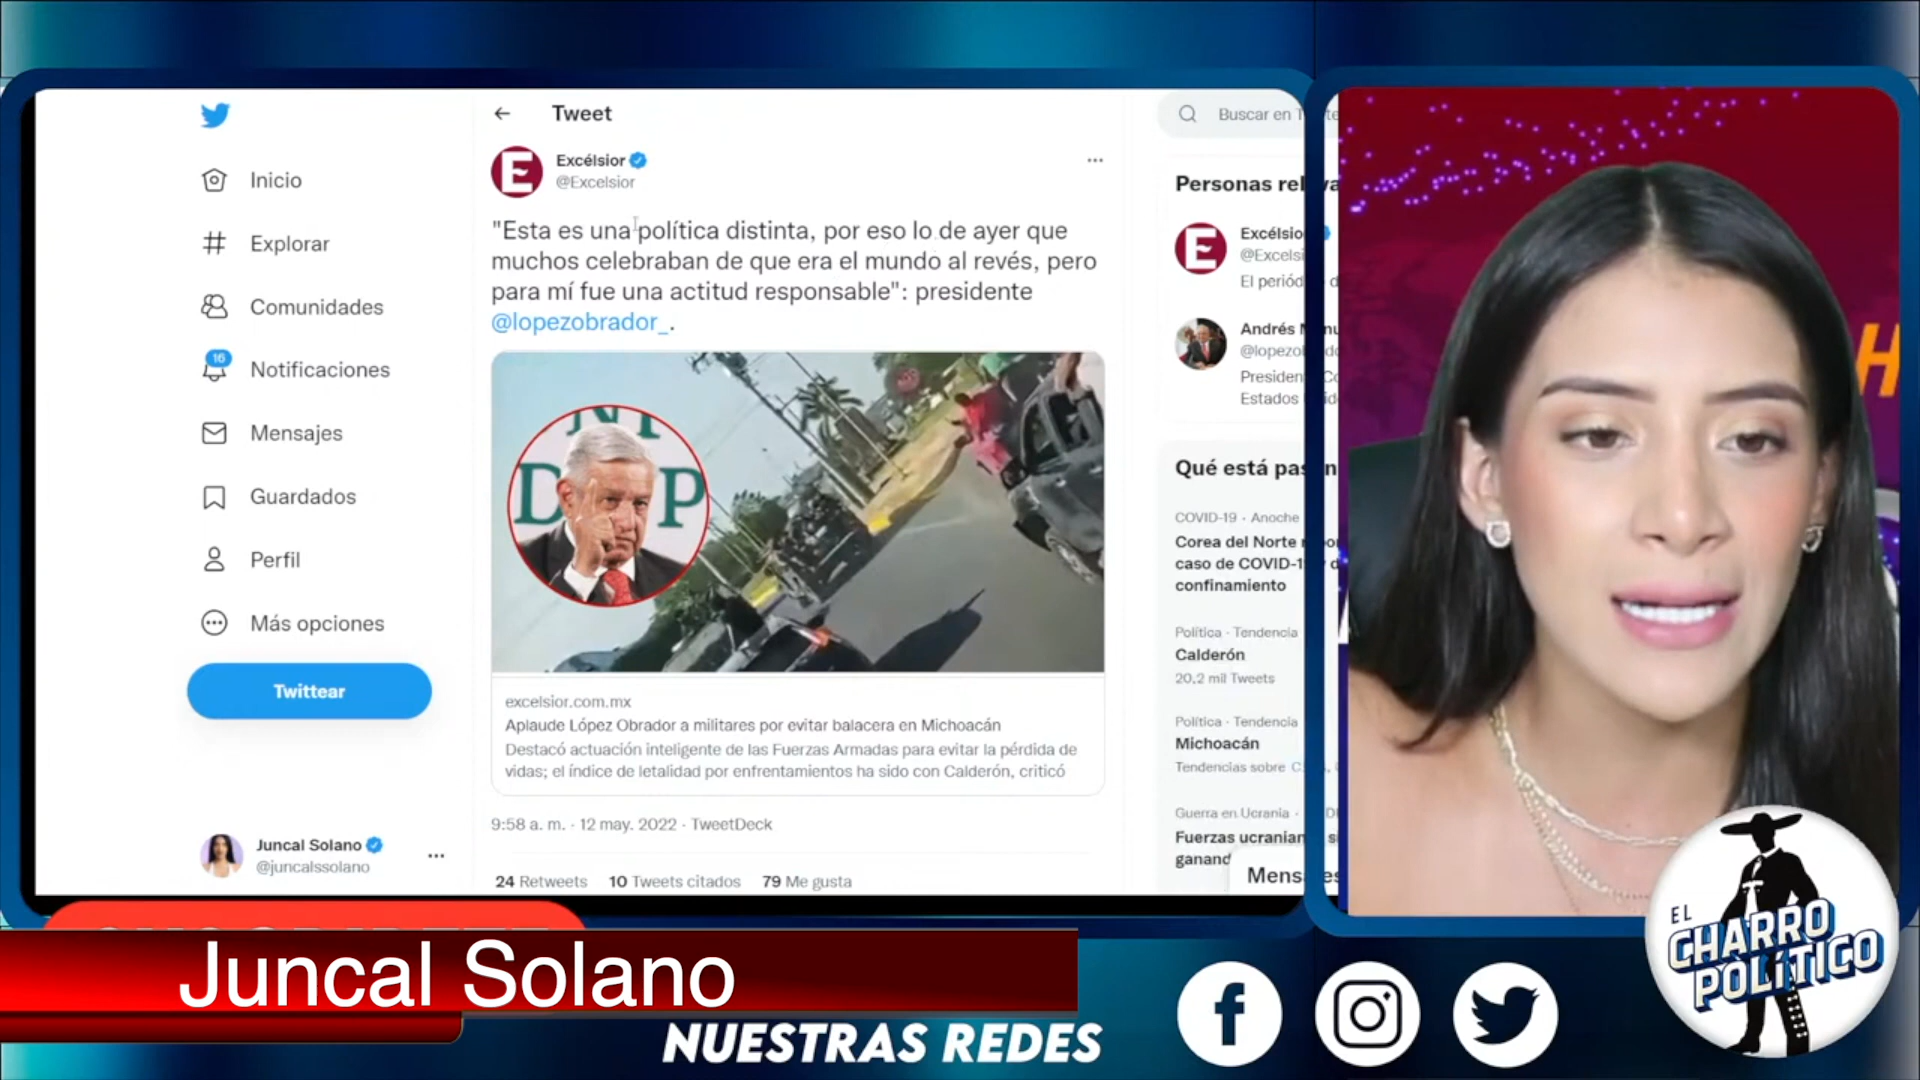 Tweet
Inicio
Explorar
Comunidades
16
Notificaciones
Mensajes
Guardados
Perfil
Más opciones
Twittear
Juncal Solano
@juncalssolano
Excélsior
@Excelsior
"Esta es una política distinta, por eso lo de ayer que
muchos celebraban de que era el mundo al revés, pero
para mí fue una actitud responsable": presidente
@lopezobrador_.
excelsior.com.mx
Aplaude López Obrador a militares por evitar balacera en Michoacán
Destacó actuación inteligente de las Fuerzas Armadas para evitar la pérdida de
vidas; el índice de letalidad por enfrentamientos ha sido con Calderón, criticó
9:58 a. m. · 12 may. 2022 · TweetDeck
24 Retweets 10 Tweets citados 79 Me gusta
Buscar en
Personas
Excélsio
@Excelsi
El periód
Andrés
@lopezob
Presiden
Estados
Qué está
COVID-19 · Anoche
Corea del Norte
caso de COVID-1
confinamiento
Política · Tendencia
Calderón
20,2 mil Tweets
Política · Tendencia
Michoacán
Tendencias sobre
Guerra en Ucrania ·
Fuerzas ucranian
ganand
Mens
H
Juncal Solano
NUESTRAS REDES
EL
CHARRO
POLíTICO